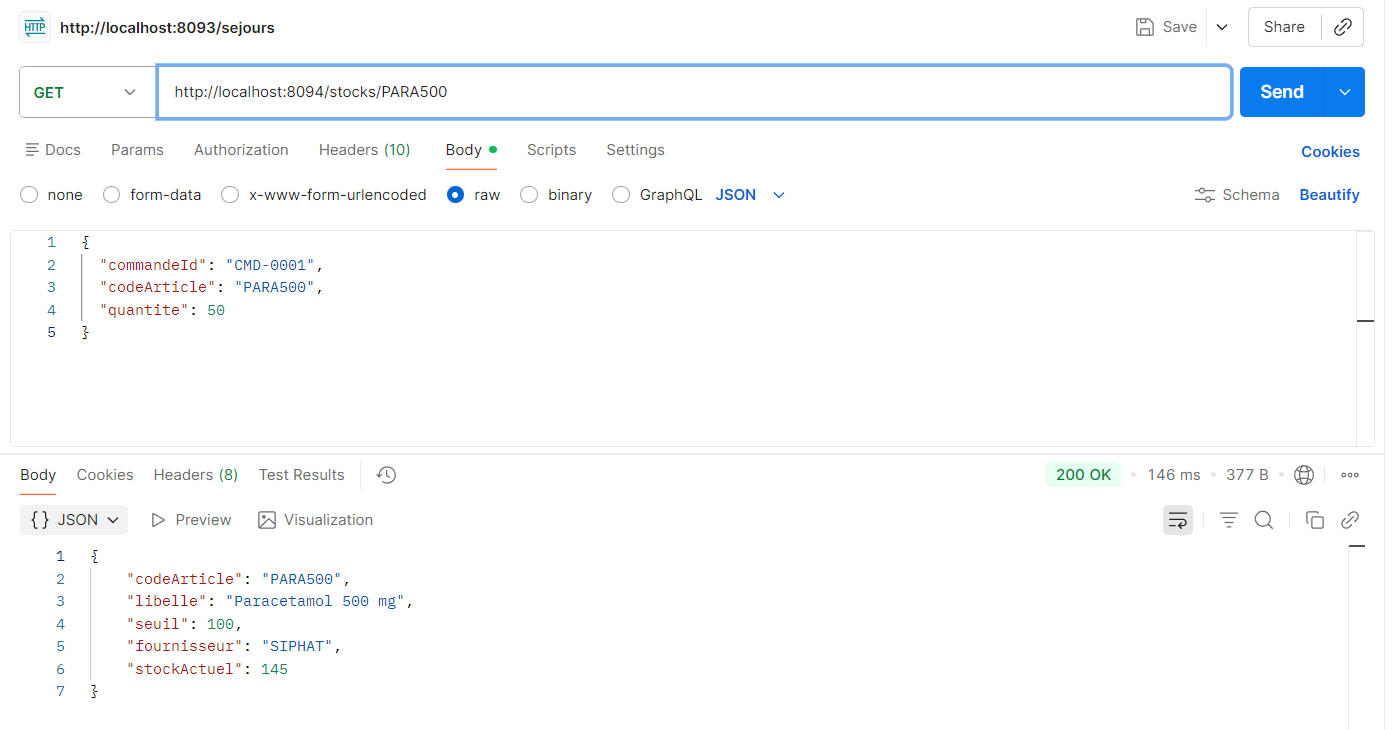 HTTP http://localhost:8093/sejours Save Share
GET http://localhost:8094/stocks/PARA500 Send
Docs Params Authorization Headers (10) Body Scripts Settings Cookies
none form-data x-www-form-urlencoded raw binary GraphQL JSON Schema Beautify
1 {
2 "commandeId": "CMD-0001",
3 "codeArticle": "PARA500",
4 "quantite": 50
5 }
Body Cookies Headers (8) Test Results 200 OK 146 ms 377 B
{} JSON Preview Visualization
1 {
2 "codeArticle": "PARA500",
3 "libelle": "Paracetamol 500 mg",
4 "seuil": 100,
5 "fournisseur": "SIPHAT",
6 "stockActuel": 145
7 }